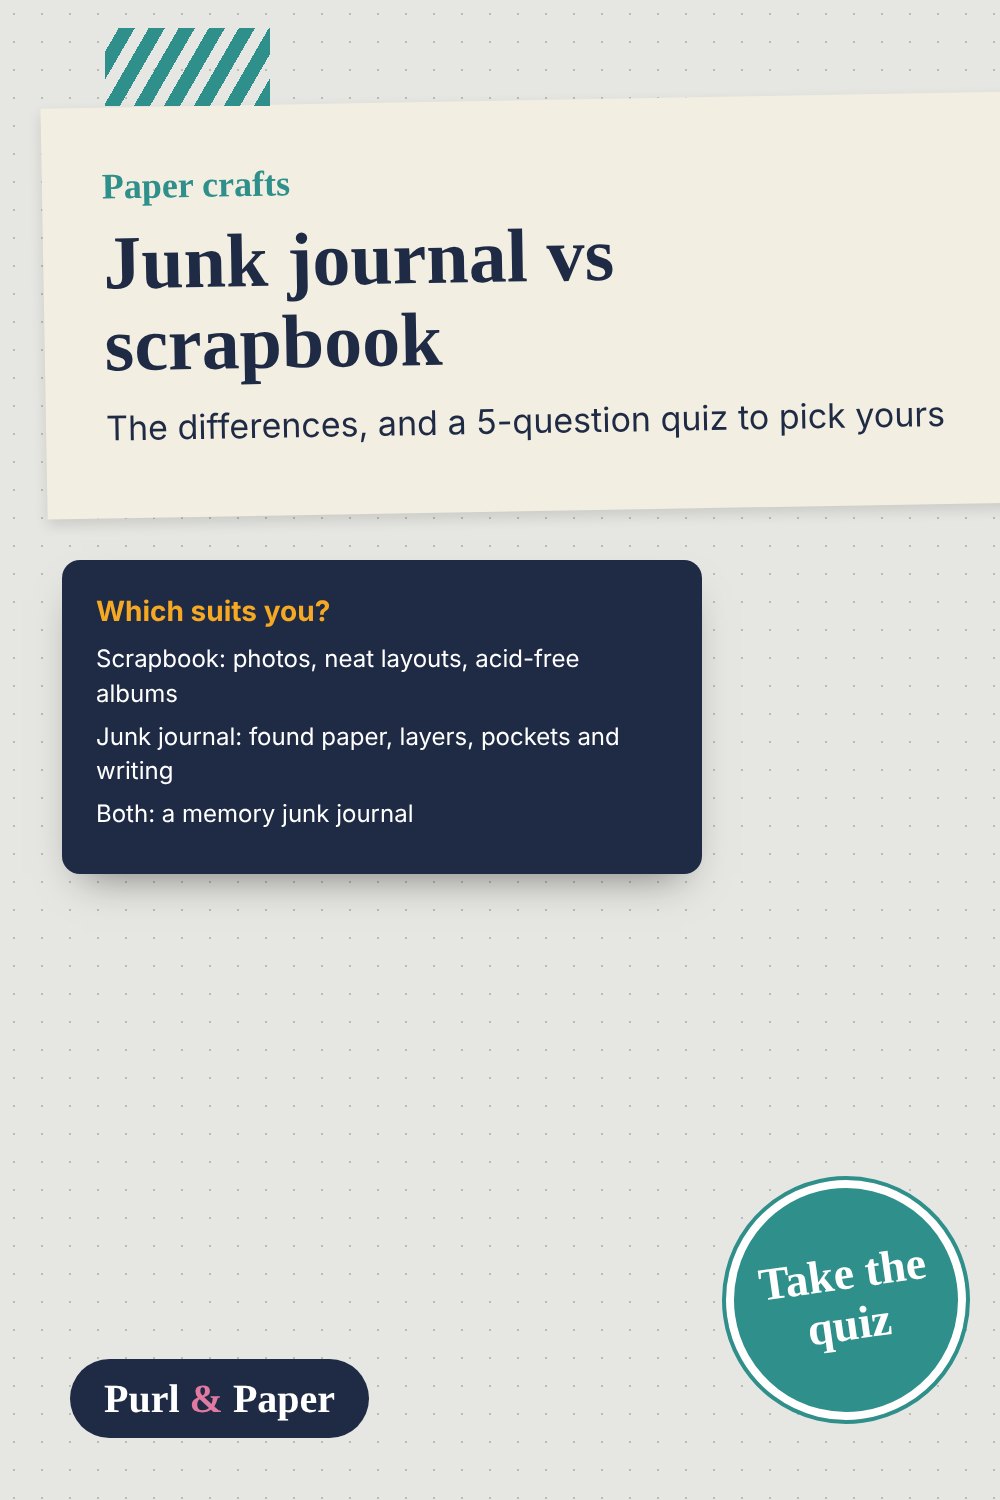 Paper crafts
Junk journal vs
scrapbook
The differences, and a 5-question quiz to pick yours
Which suits you?
Scrapbook: photos, neat layouts, acid-free
albums
Junk journal: found paper, layers, pockets and
writing
Both: a memory junk journal
Take the
quiz
Purl & Paper